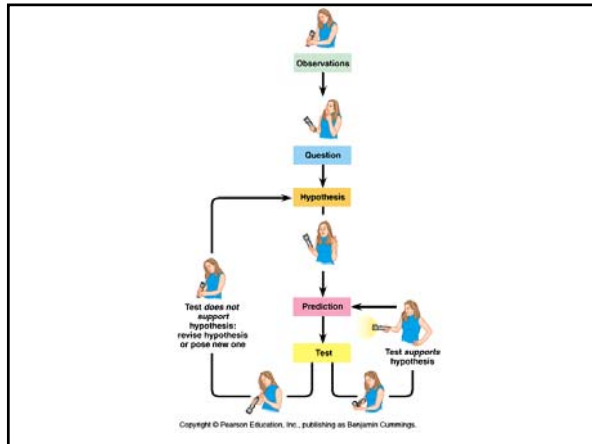 Observations
Question
Hypothesis
Prediction
Test
Test does not
support
hypothesis:
revise hypothesis
or pose new one
Test supports
hypothesis
Copyright © Pearson Education, Inc., publishing as Benjamin Cummings.